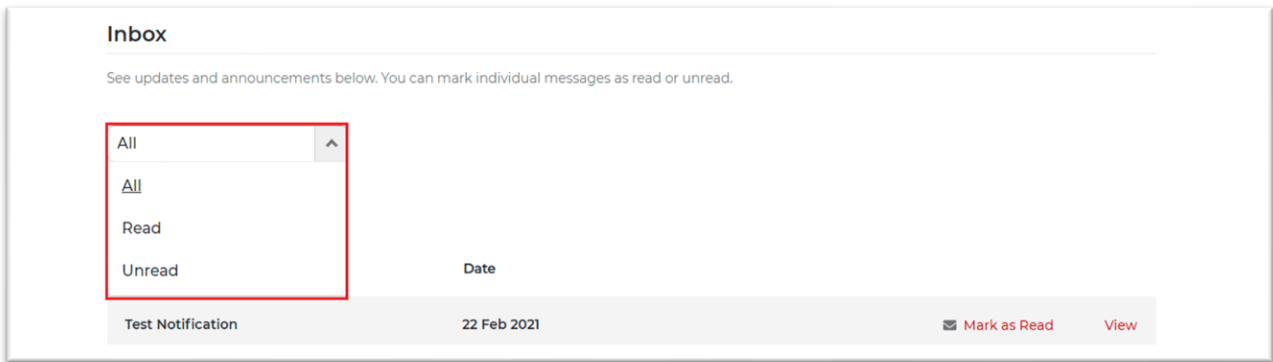 Inbox
See updates and announcements below. You can mark individual messages as read or unread.
All
All
Read
Unread
Date
Test Notification 22 Feb 2021 Mark as Read View